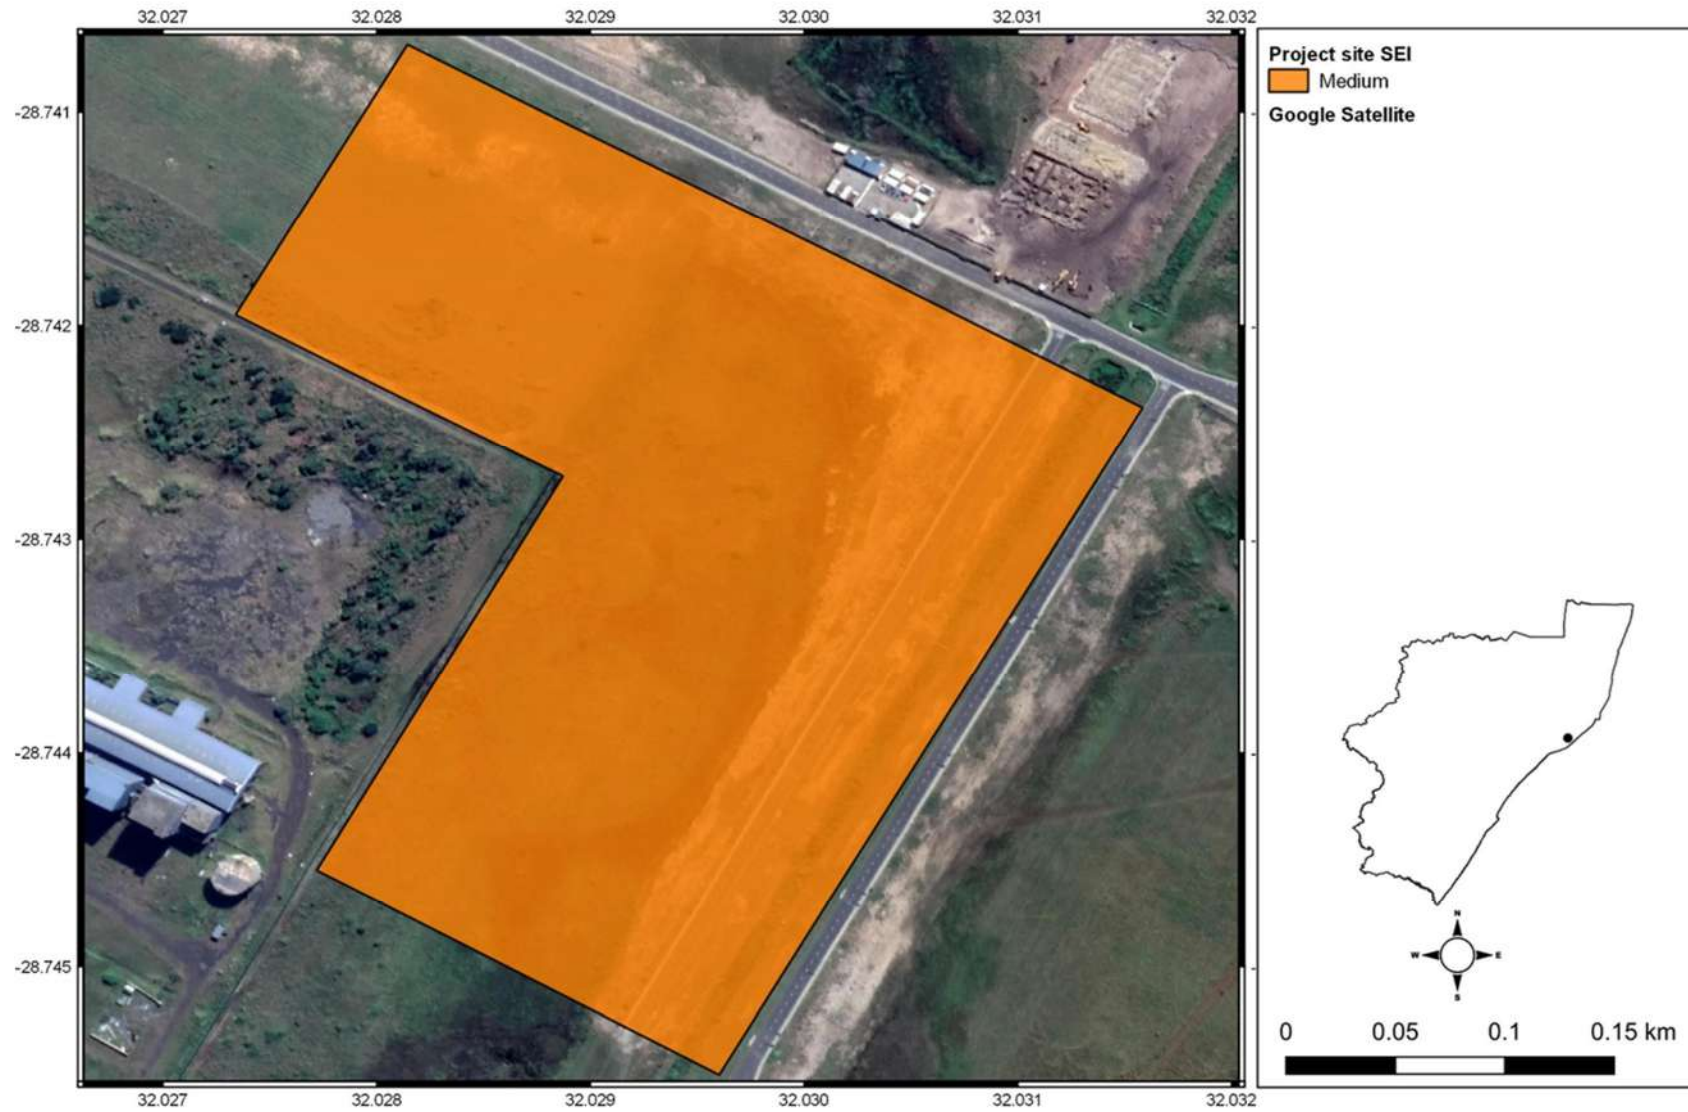 32.027 32.028 32.029 32.030 32.031 32.032
Project site SEI
Medium
Google Satellite
-28.741
-28.742
-28.743
-28.744
-28.745
N
W E
S
0 0.05 0.1 0.15 km
32.027 32.028 32.029 32.030 32.031 32.032